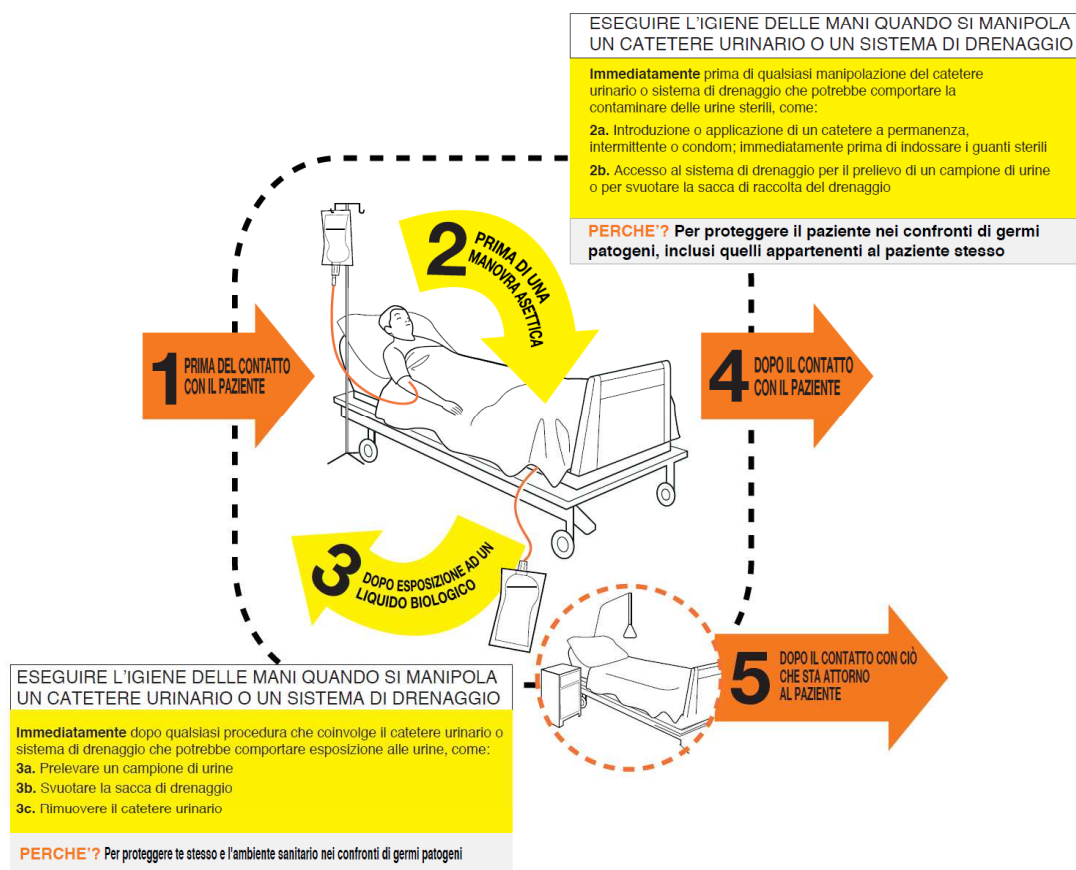 ESEGUIRE L'IGIENE DELLE MANI QUANDO SI MANIPOLA
UN CATETERE URINARIO O UN SISTEMA DI DRENAGGIO
Immediatamente prima di qualsiasi manipolazione del catetere
urinario o sistema di drenaggio che potrebbe comportare la
contaminare delle urine sterili, come:
2a. Introduzione o applicazione di un catetere a permanenza,
intermittente o condom; immediatamente prima di indossare i guanti sterili
2b. Accesso al sistema di drenaggio per il prelievo di un campione di urine
o per svuotare la sacca di raccolta del drenaggio
PERCHE'? Per proteggere il paziente nei confronti di germi
patogeni, inclusi quelli appartenenti al paziente stesso
1 PRIMA DEL CONTATTO
CON IL PAZIENTE
2 PRIMA DI UNA
MANOVRA ASETTICA
3 DOPO ESPOSIZIONE AD UN
LIQUIDO BIOLOGICO
4 DOPO IL CONTATTO
CON IL PAZIENTE
5 DOPO IL CONTATTO CON CIÒ
CHE STA ATTORNO
AL PAZIENTE
ESEGUIRE L'IGIENE DELLE MANI QUANDO SI MANIPOLA
UN CATETERE URINARIO O UN SISTEMA DI DRENAGGIO
Immediatamente dopo qualsiasi procedura che coinvolge il catetere urinario o
sistema di drenaggio che potrebbe comportare esposizione alle urine, come:
3a. Prelevare un campione di urine
3b. Svuotare la sacca di drenaggio
3c. Rimuovere il catetere urinario
PERCHE'? Per proteggere te stesso e l'ambiente sanitario nei confronti di germi patogeni